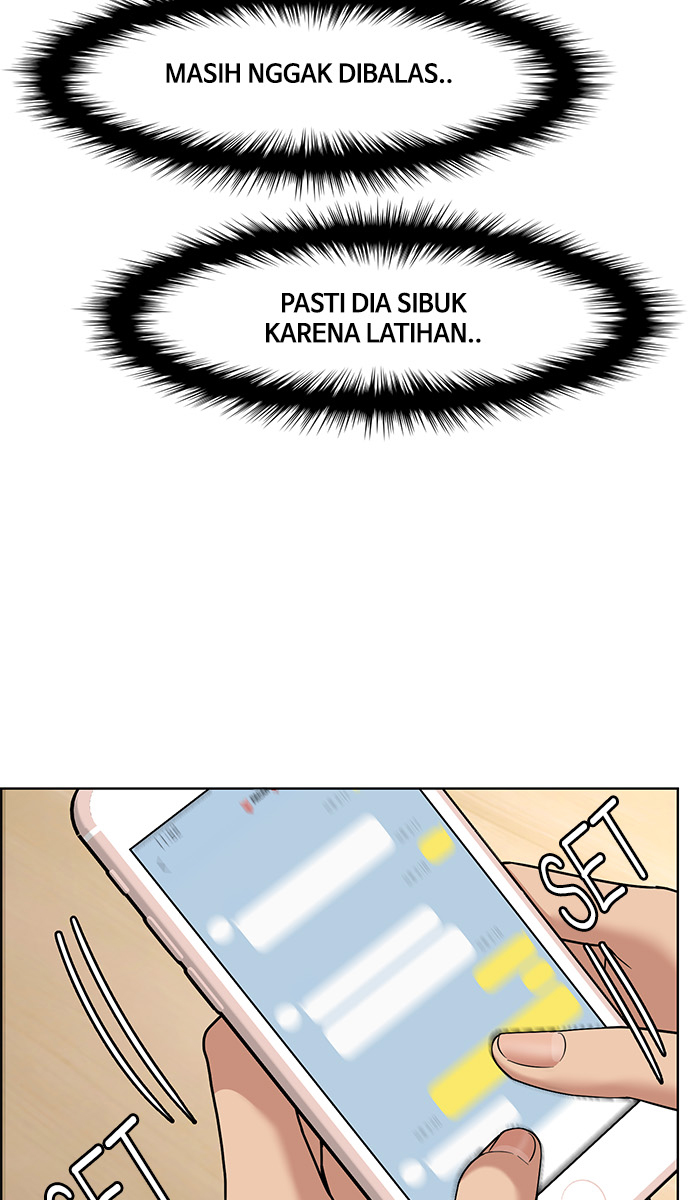 MASIH NGGAK DIBALAS..
PASTI DIA SIBUK
KARENA LATIHAN..
SET
SET